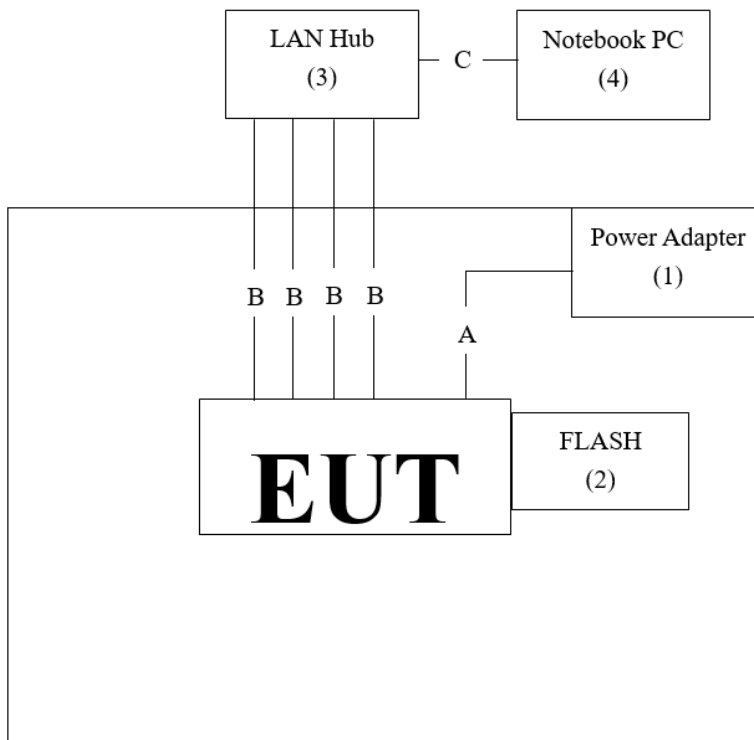 LAN Hub
(3)
C
Notebook PC
(4)
Power Adapter
(1)
B B B B
A
EUT
FLASH
(2)